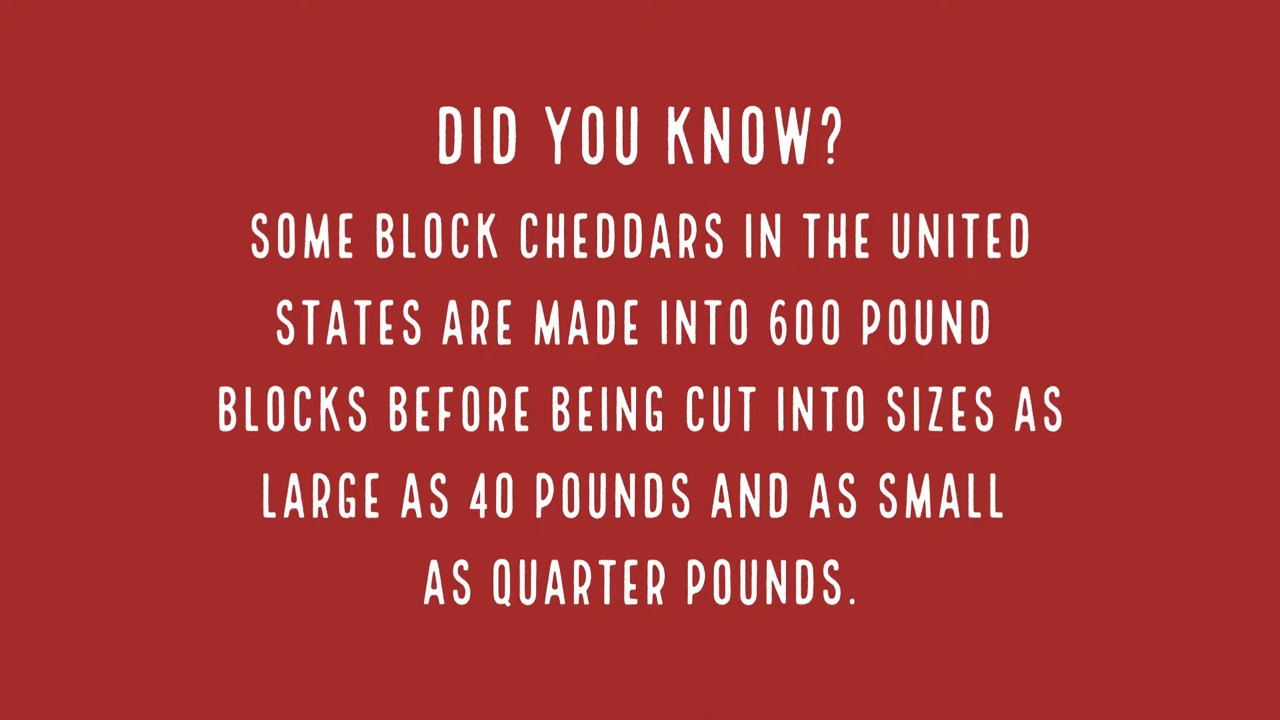 DID YOU KNOW?
SOME BLOCK CHEDDARS IN THE UNITED
STATES ARE MADE INTO 600 POUND
BLOCKS BEFORE BEING CUT INTO SIZES AS
LARGE AS 40 POUNDS AND AS SMALL
AS QUARTER POUNDS.